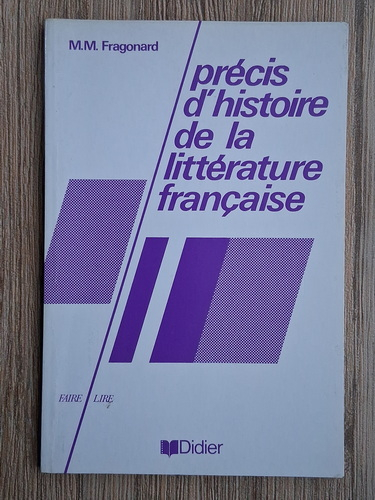 M.M. Fragonard
précis
d'histoire
de la
littérature
française
FAIRE LIRE
Didier